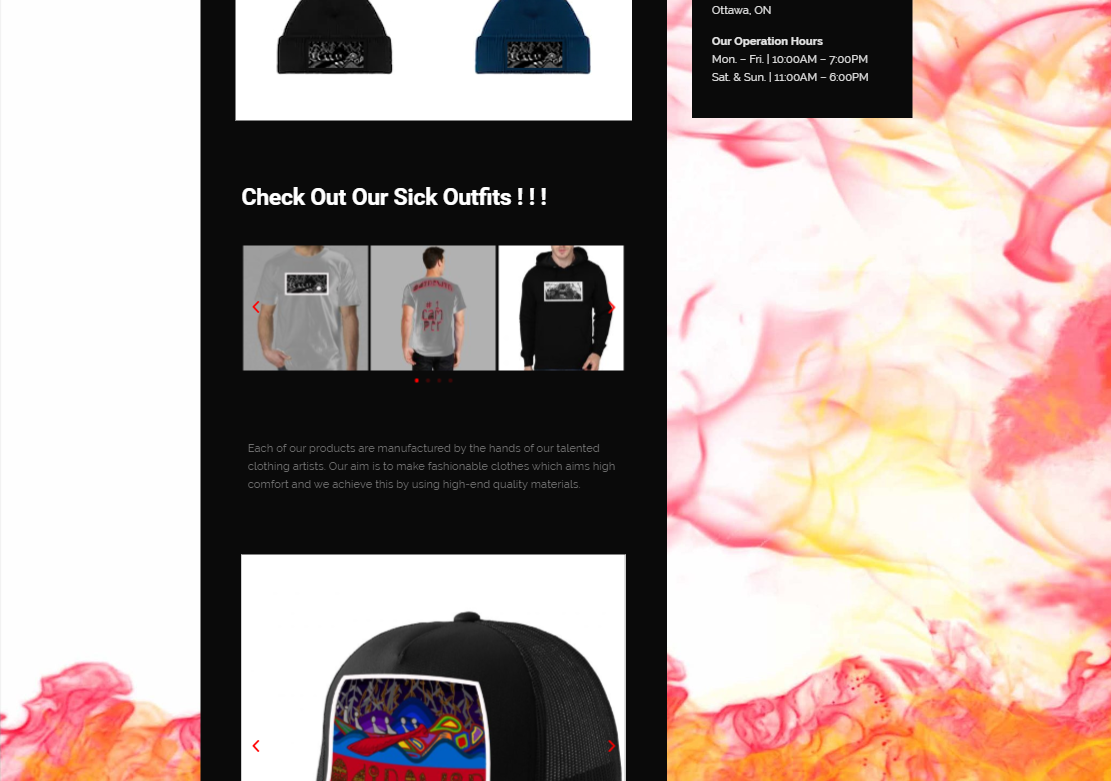 Ottawa, ON
Our Operation Hours
Mon. – Fri. | 10:00AM – 7:00PM
Sat. & Sun. | 11:00AM – 6:00PM
Check Out Our Sick Outfits ! ! !
# 1
Each of our products are manufactured by the hands of our talented
clothing artists. Our aim is to make fashionable clothes which aims high
comfort and we achieve this by using high-end quality materials.